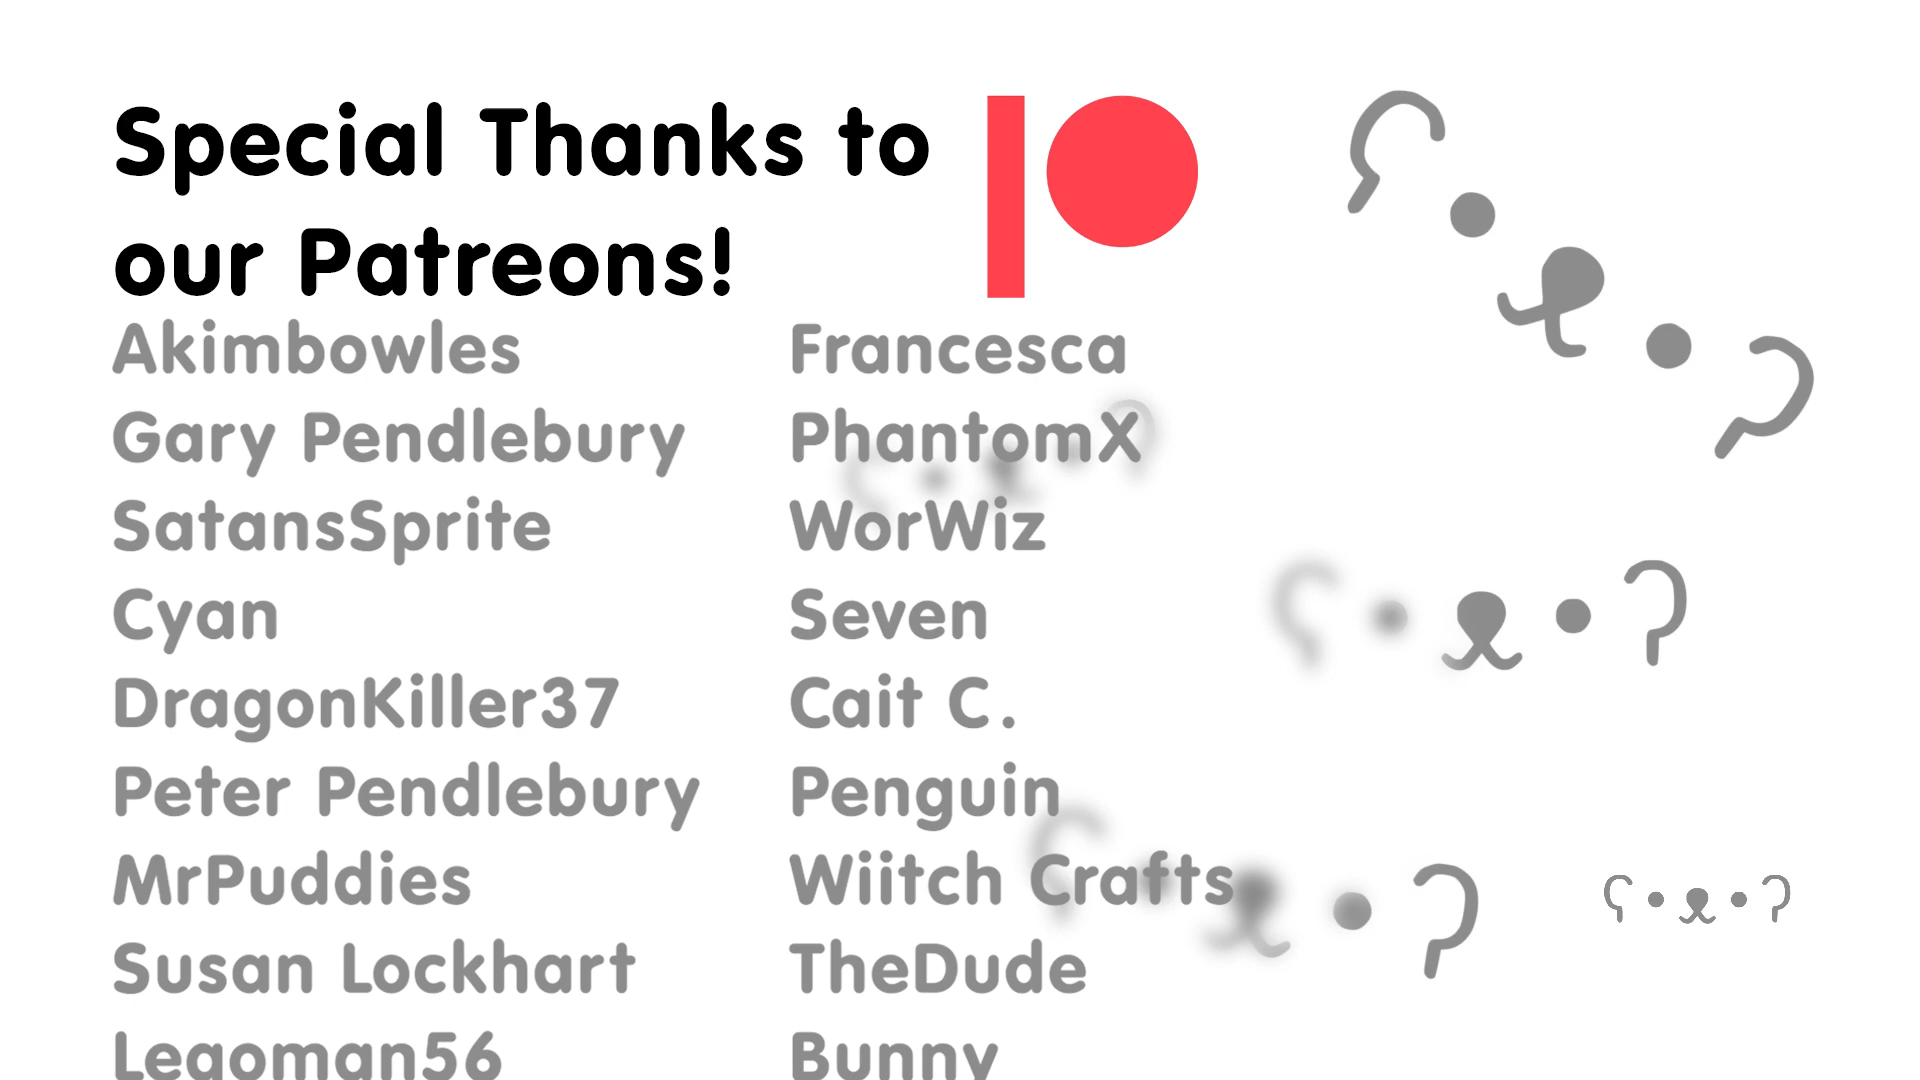 Special Thanks to
our Patreons!
Akimbowles
Gary Pendlebury
SatansSprite
Cyan
DragonKiller37
Peter Pendlebury
MrPuddies
Susan Lockhart
Legoman56
Francesca
PhantomX
WorWiz
Seven
Cait C.
Penguin
Wiitch Crafts
TheDude
Bunny
ʕ•ᴥ•ʔ
ʕ•ᴥ•ʔ
ʕ•ᴥ•ʔ
ʕ•ᴥ•ʔ
ʕ•ᴥ•ʔ